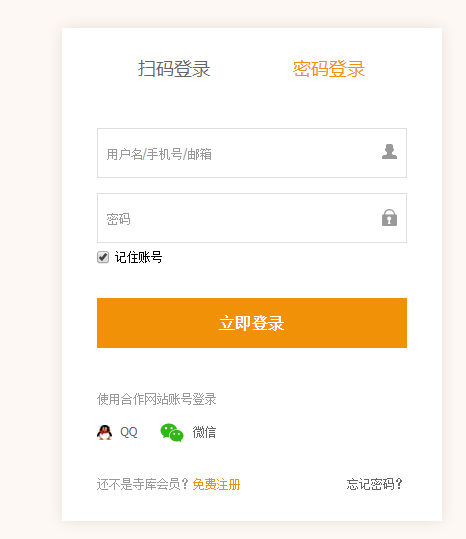 扫码登录 密码登录
用户名/手机号/邮箱
密码
记住账号
立即登录
使用合作网站账号登录
QQ 微信
还不是寺库会员？免费注册 忘记密码？